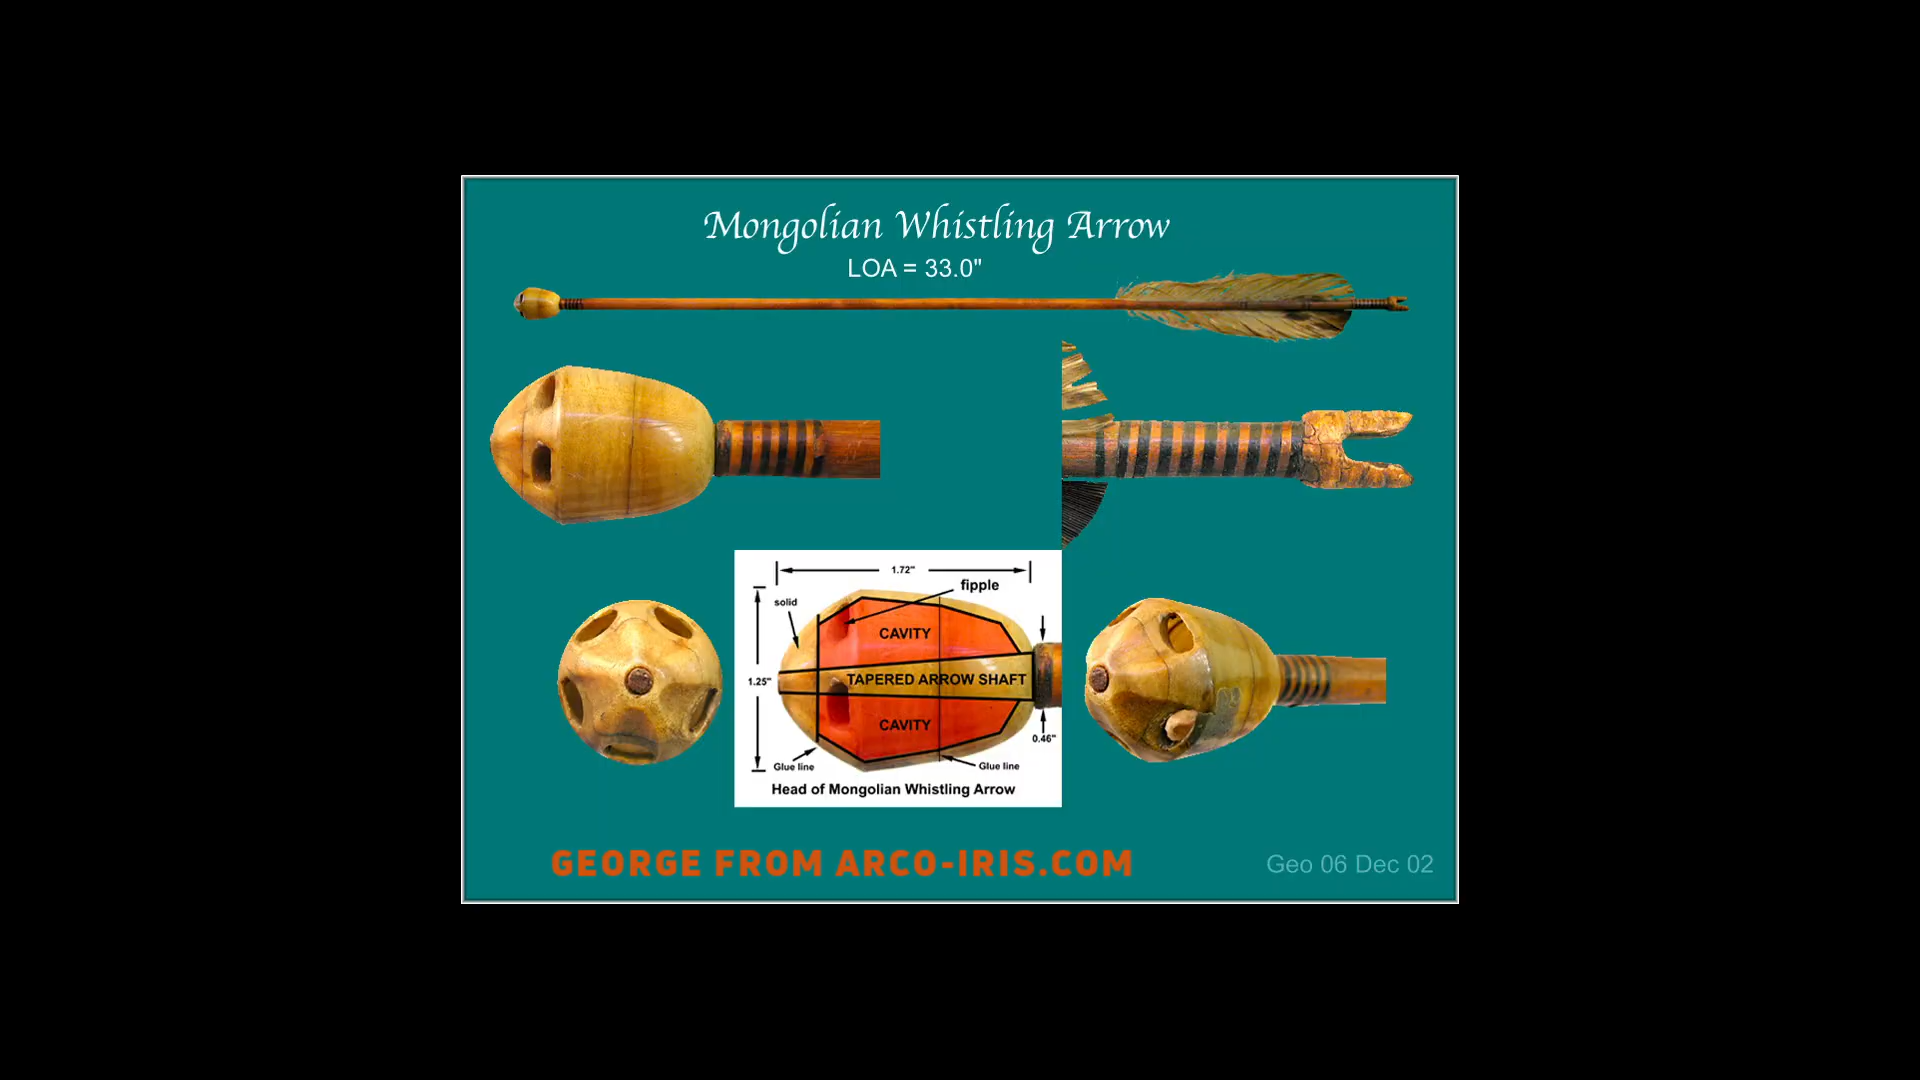 Mongolian Whistling Arrow
LOA = 33.0"
1.72"
fipple
solid
CAVITY
1.25"
TAPERED ARROW SHAFT
CAVITY
0.46"
Glue line
Glue line
Head of Mongolian Whistling Arrow
GEORGE FROM ARCO-IRIS.COM
Geo 06 Dec 02